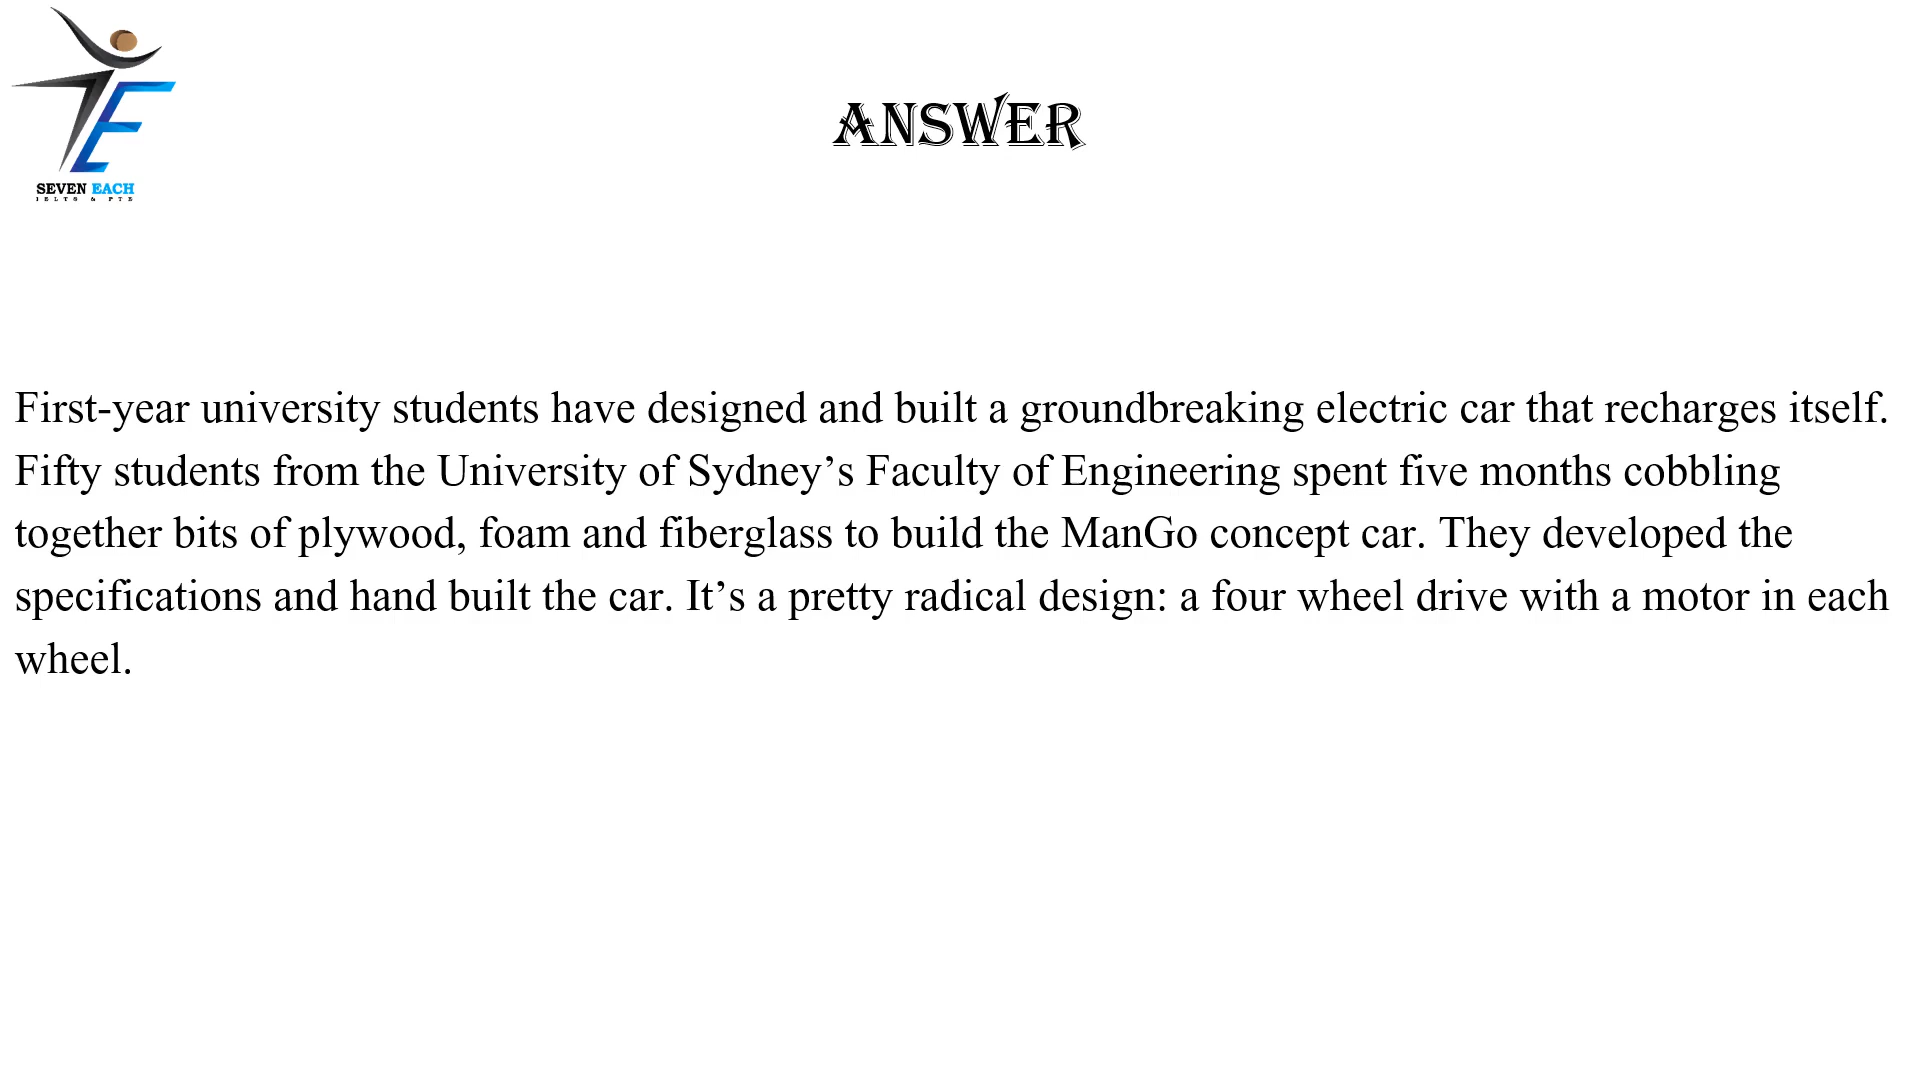 SEVEN EACH
IELTS & PTE
ANSWER
First-year university students have designed and built a groundbreaking electric car that recharges itself.
Fifty students from the University of Sydney’s Faculty of Engineering spent five months cobbling
together bits of plywood, foam and fiberglass to build the ManGo concept car. They developed the
specifications and hand built the car. It’s a pretty radical design: a four wheel drive with a motor in each
wheel.